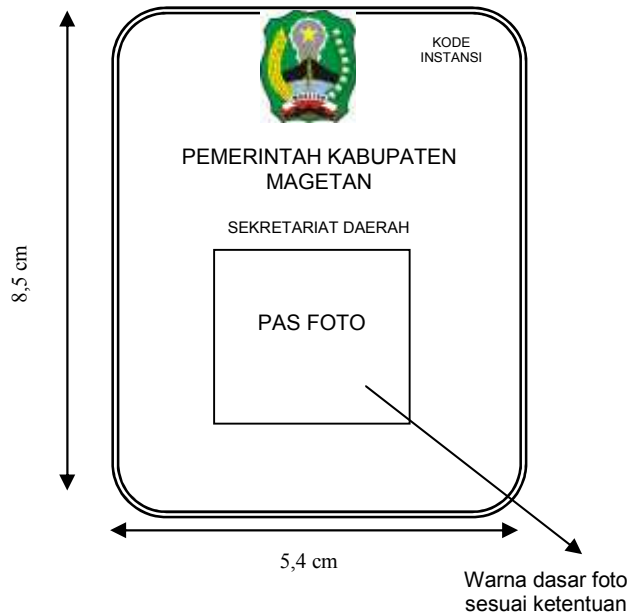 KODE
INSTANSI
PEMERINTAH KABUPATEN
MAGETAN
SEKRETARIAT DAERAH
8,5 cm
PAS FOTO
5,4 cm
Warna dasar foto
sesuai ketentuan